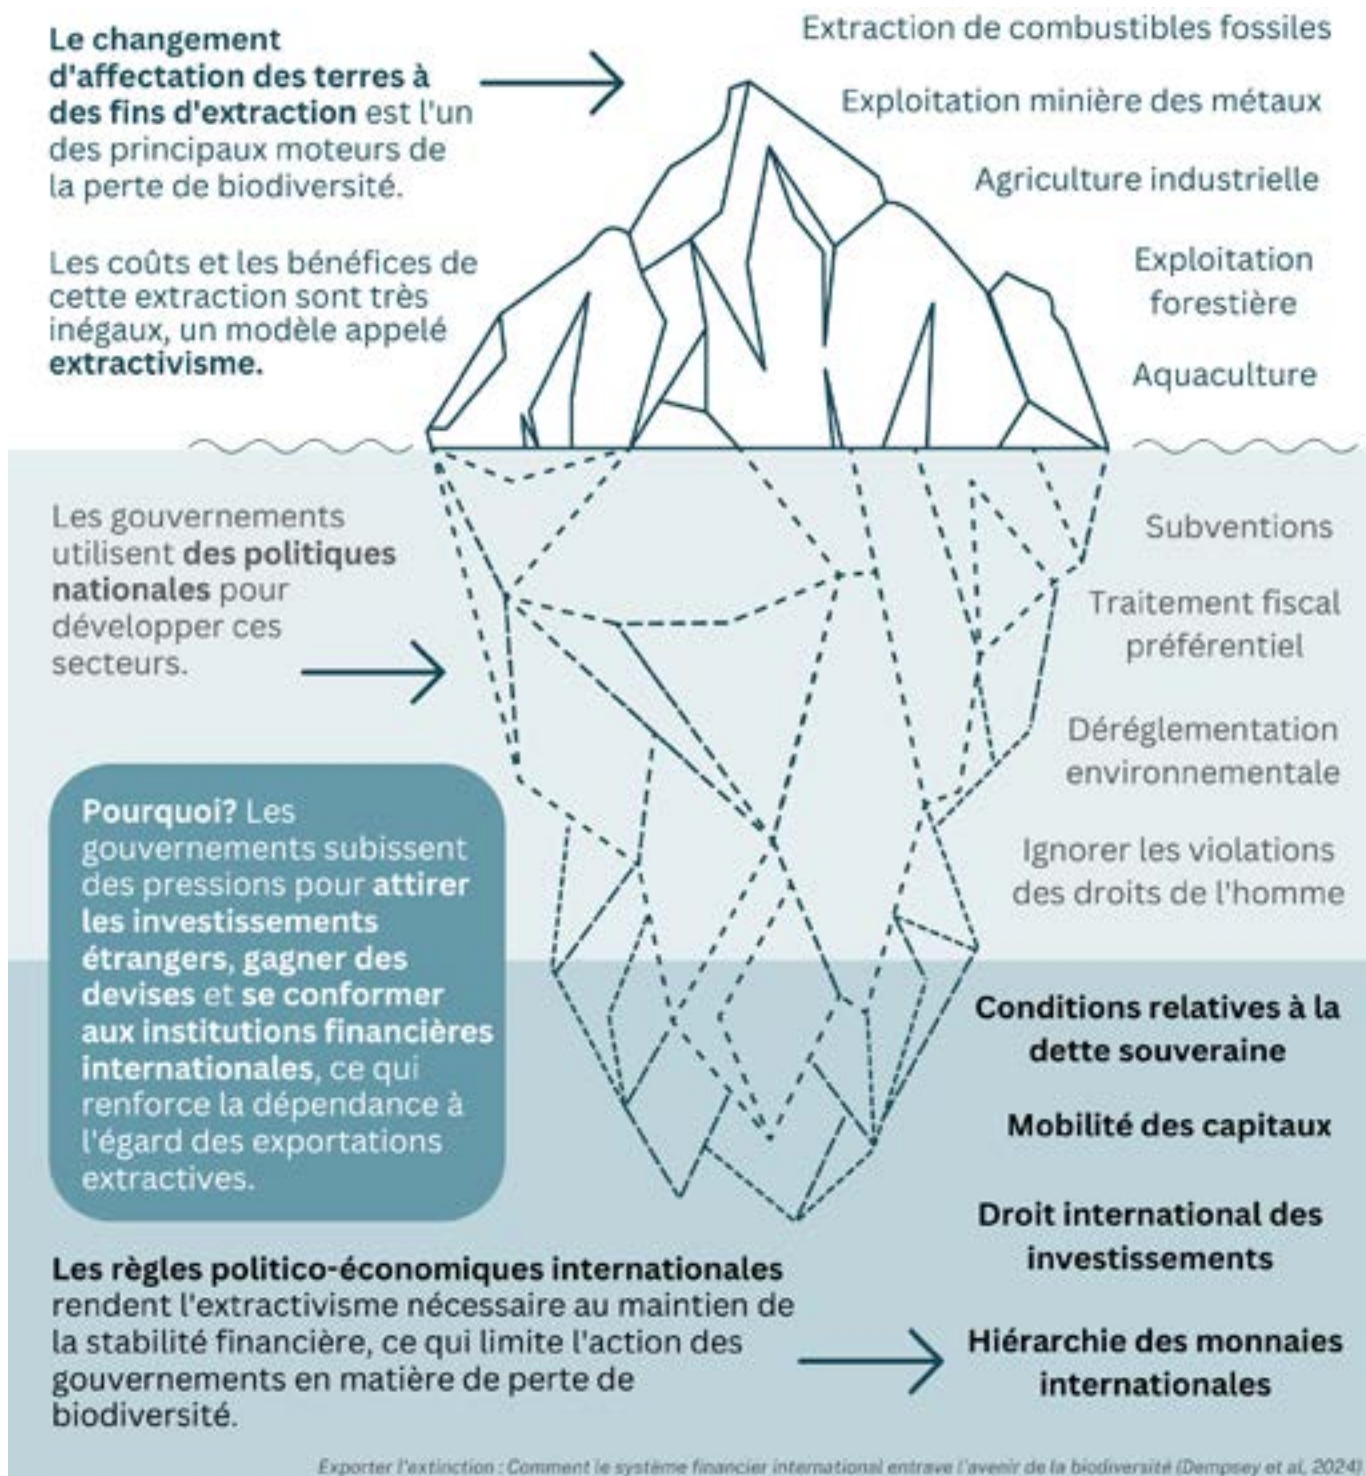 Le changement
d'affectation des terres à
des fins d'extraction est l'un
des principaux moteurs de
la perte de biodiversité.
Les coûts et les bénéfices de
cette extraction sont très
inégaux, un modèle appelé
extractivisme.
Extraction de combustibles fossiles
Exploitation minière des métaux
Agriculture industrielle
Exploitation
forestière
Aquaculture
Les gouvernements
utilisent des politiques
nationales pour
développer ces
secteurs.
Subventions
Traitement fiscal
préférentiel
Déréglementation
environnementale
Ignorer les violations
des droits de l'homme
Pourquoi? Les
gouvernements subissent
des pressions pour attirer
les investissements
étrangers, gagner des
devises et se conformer
aux institutions financières
internationales, ce qui
renforce la dépendance à
l'égard des exportations
extractives.
Conditions relatives à la
dette souveraine
Mobilité des capitaux
Droit international des
investissements
Hiérarchie des monnaies
internationales
Les règles politico-économiques internationales
rendent l'extractivisme nécessaire au maintien de
la stabilité financière, ce qui limite l'action des
gouvernements en matière de perte de
biodiversité.
Exporter l'extinction : Comment le système financier international entrave l'avenir de la biodiversité (Dempsey et al, 2024)